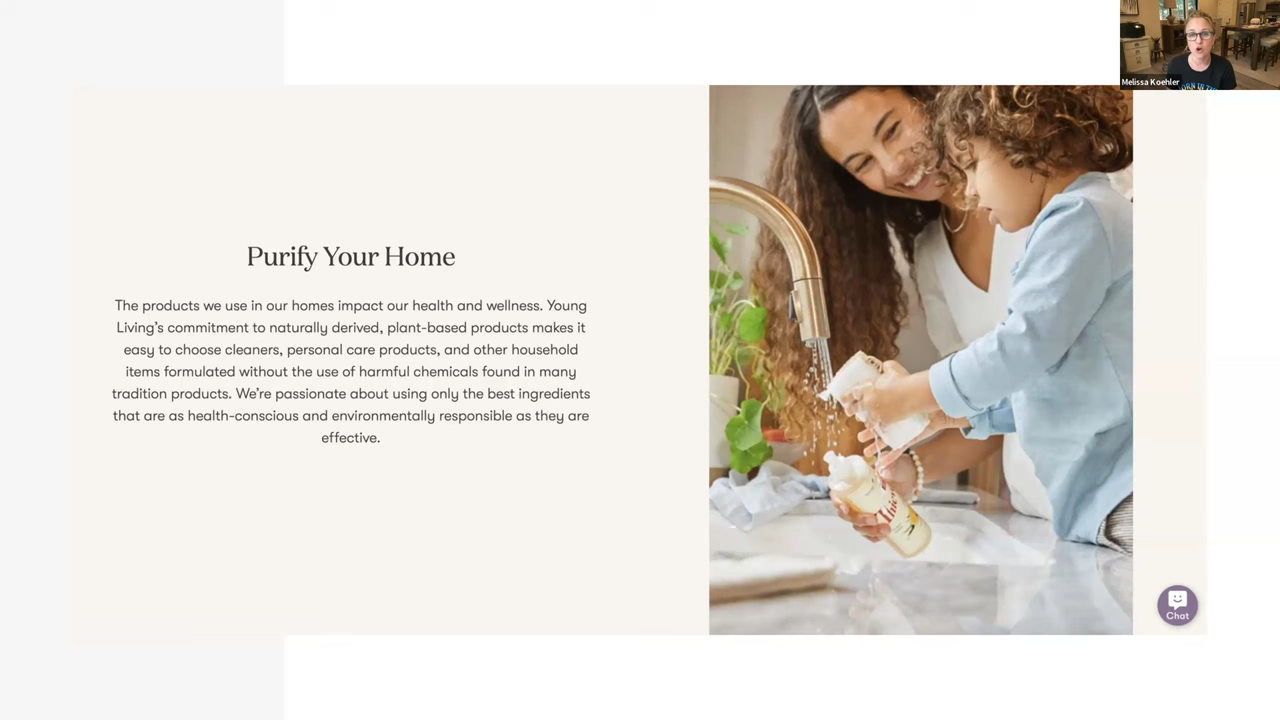 Melissa Koehler
Purify Your Home
The products we use in our homes impact our health and wellness. Young
Living's commitment to naturally derived, plant-based products makes it
easy to choose cleaners, personal care products, and other household
items formulated without the use of harmful chemicals found in many
tradition products. We're passionate about using only the best ingredients
that are as health-conscious and environmentally responsible as they are
effective.
Thieves
Chat